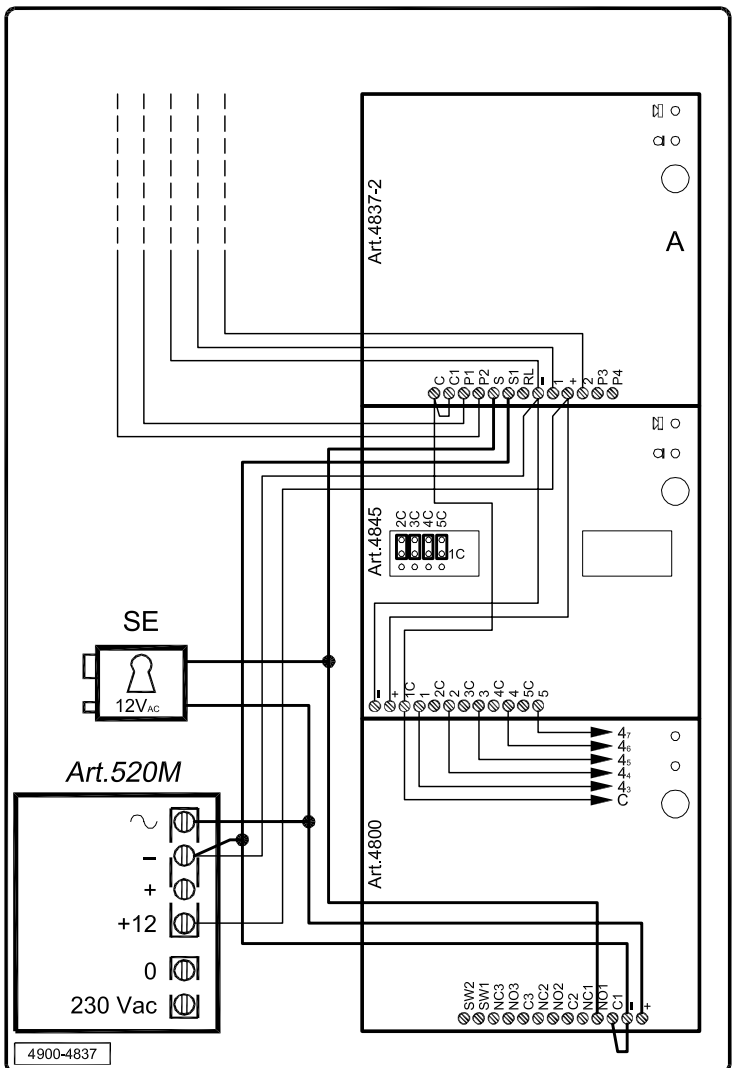 Art.4837-2
A
C
C1
P1
P2
S
S1
RL
–
1
+
2
P3
P4
Art.4845
2C
3C
4C
5C
1C
SE
12VAC
–
+
1C
1
2C
2
3C
3
4C
4
5C
5
4₇
4₆
4₅
4₄
4₃
C
Art.520M
–
+
+12
0
230 Vac
Art.4800
SW2
SW1
NC3
NO3
C3
NC2
NO2
C2
NC1
NO1
C1
–
+
4900-4837